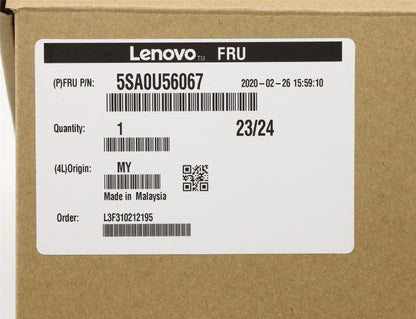 Lenovo™ FRU
(P)FRU P/N: 5SA0U56067 2020-02-26 15:59:10
Quantity: 1 23/24
(4L)Origin: MY
Made in Malaysia
Order: L3F310212195